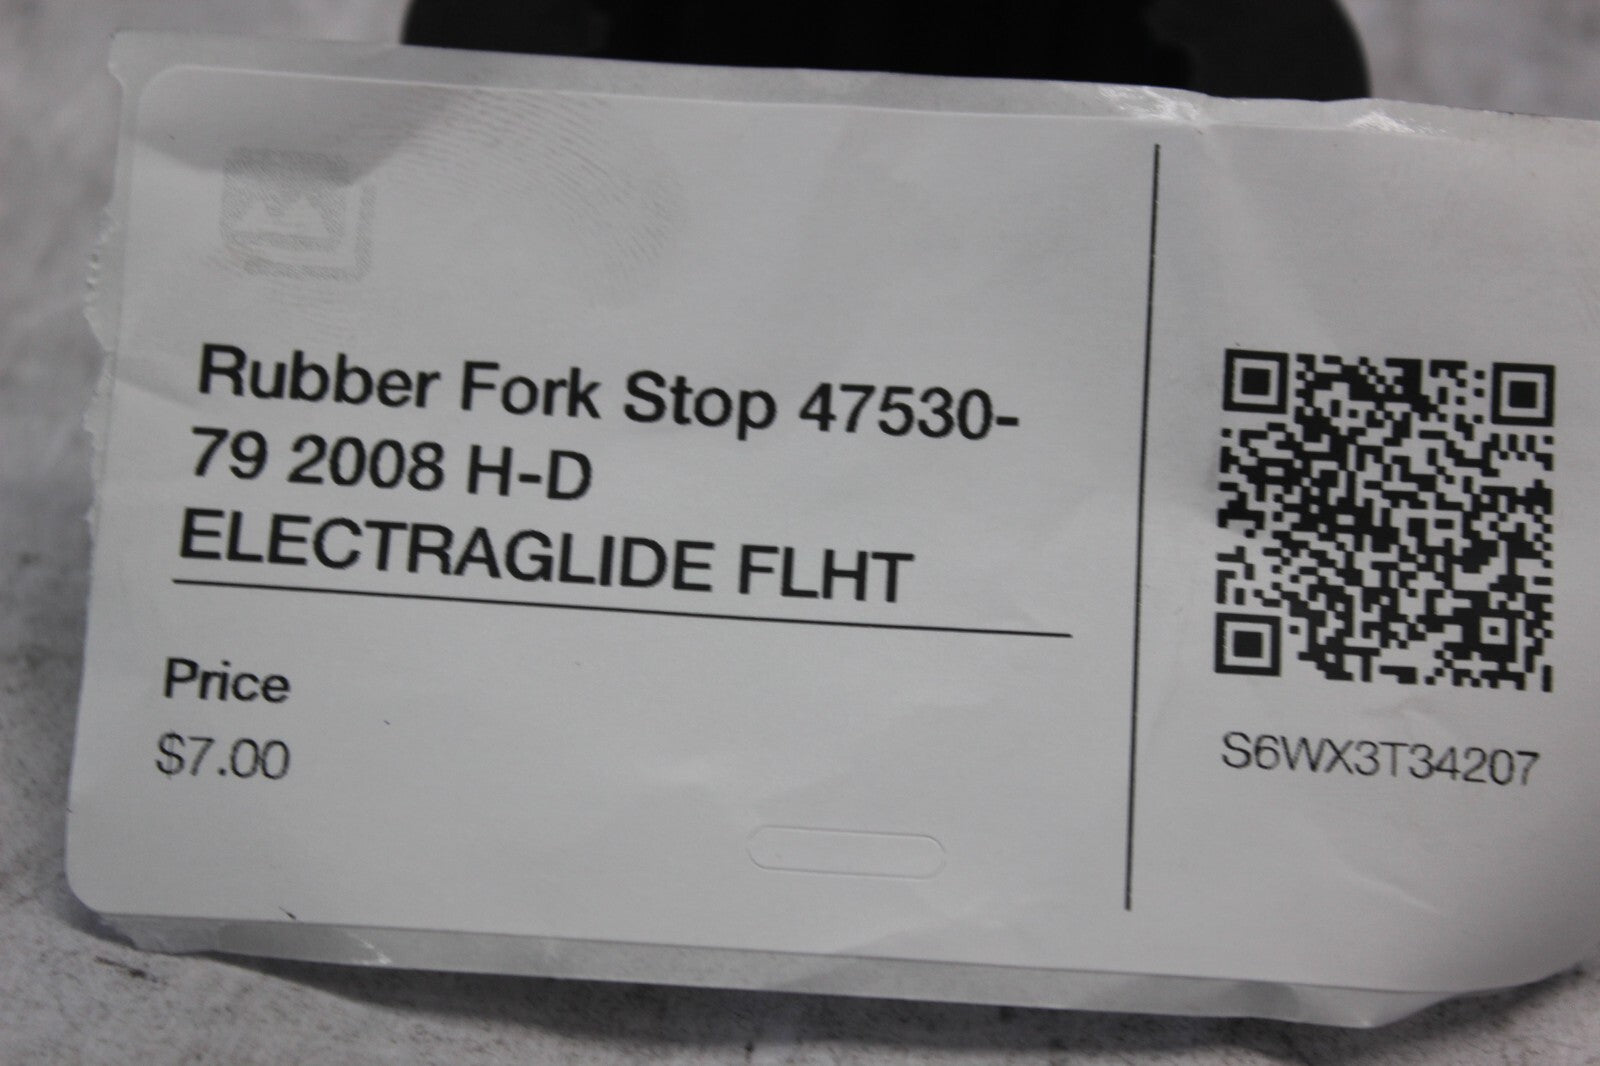 Rubber Fork Stop 47530-
79 2008 H-D
ELECTRAGLIDE FLHT
Price
$7.00
S6WX3T34207